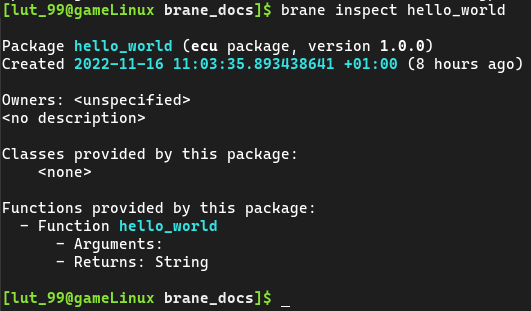 [lut_99@gameLinux brane_docs]$ brane inspect hello_world
Package hello_world (ecu package, version 1.0.0)
Created 2022-11-16 11:03:35.893438641 +01:00 (8 hours ago)
Owners: <unspecified>
<no description>
Classes provided by this package:
<none>
Functions provided by this package:
- Function hello_world
- Arguments:
- Returns: String
[lut_99@gameLinux brane_docs]$ _